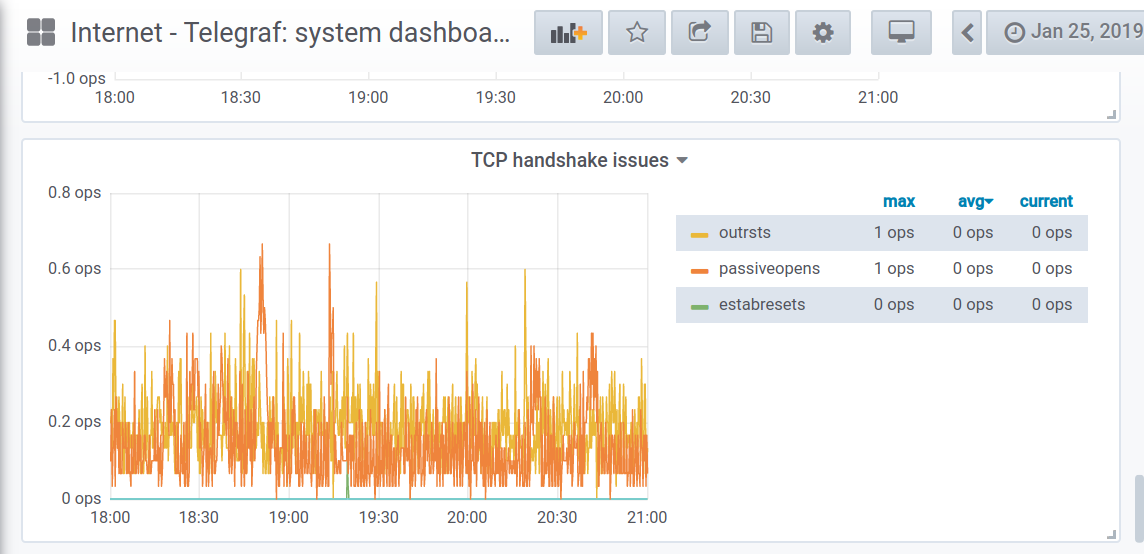 Internet - Telegraf: system dashboa...
Jan 25, 2019
-1.0 ops
18:00 18:30 19:00 19:30 20:00 20:30 21:00
TCP handshake issues
0.8 ops
0.6 ops
0.4 ops
0.2 ops
0 ops
18:00 18:30 19:00 19:30 20:00 20:30 21:00
max avg current
outrsts 1 ops 0 ops 0 ops
passiveopens 1 ops 0 ops 0 ops
estabresets 0 ops 0 ops 0 ops